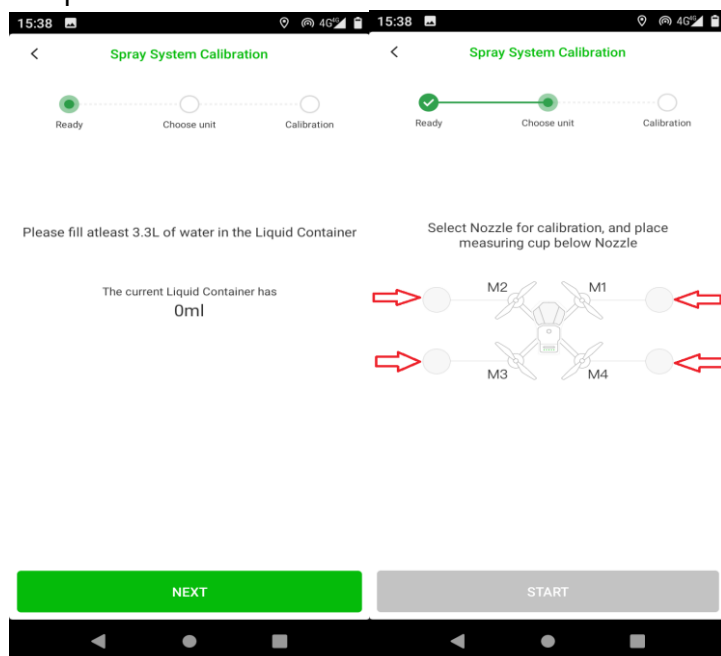 15:38
4G
Spray System Calibration
Ready
Choose unit
Calibration
Please fill atleast 3.3L of water in the Liquid Container
The current Liquid Container has
0ml
NEXT
15:38
4G
Spray System Calibration
Ready
Choose unit
Calibration
Select Nozzle for calibration, and place
measuring cup below Nozzle
M2
M1
M3
M4
START